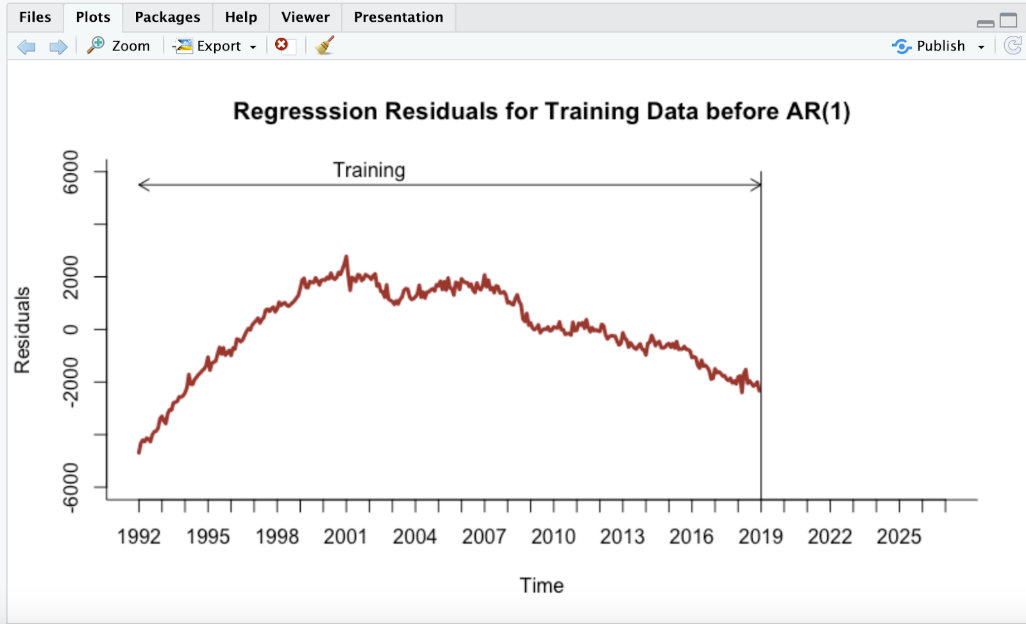 Files Plots Packages Help Viewer Presentation
Zoom Export Publish
Regresssion Residuals for Training Data before AR(1)
Training
6000
2000
0
-2000
-6000
Residuals
1992 1995 1998 2001 2004 2007 2010 2013 2016 2019 2022 2025
Time